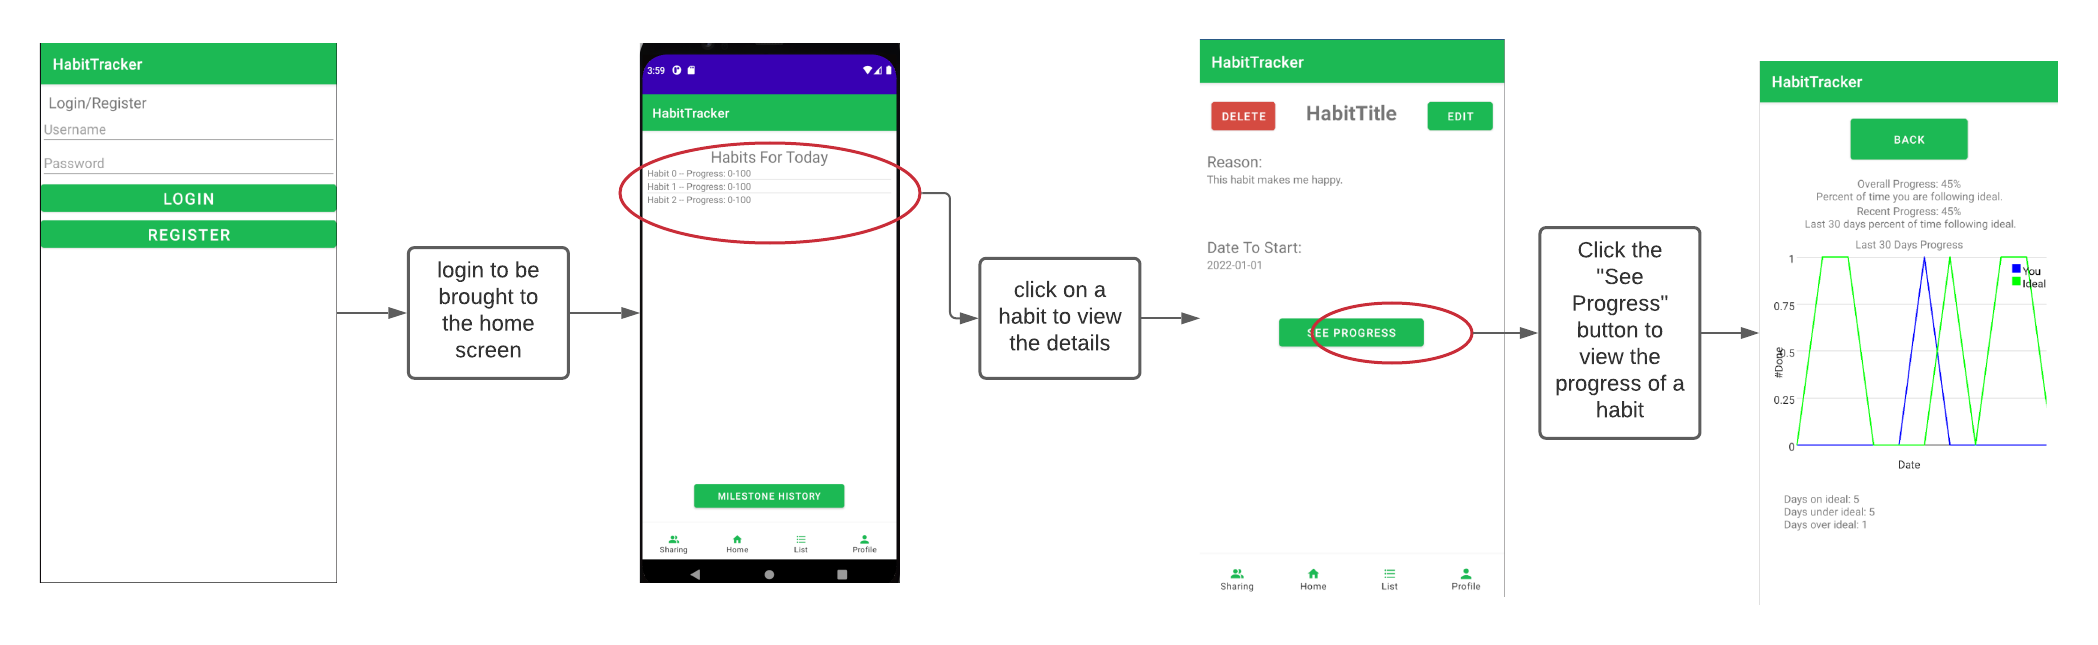 HabitTracker
Login/Register
Username
Password
LOGIN
REGISTER
login to be
brought to
the home
screen
3:59
HabitTracker
Habits For Today
Habit 0 – Progress: 0-100
Habit 1 – Progress: 0-100
Habit 2 – Progress: 0-100
MILESTONE HISTORY
Sharing Home List Profile
click on a
habit to view
the details
HabitTracker
DELETE HabitTitle EDIT
Reason:
This habit makes me happy.
Date To Start:
2022-01-01
SEE PROGRESS
Sharing Home List Profile
Click the
"See
Progress"
button to
view the
progress of a
habit
HabitTracker
BACK
Overall Progress: 45%
Percent of time you are following ideal.
Recent Progress: 45%
Last 30 days percent of time following ideal.
Last 30 Days Progress
You
Ideal
1
0.75
0.5
0.25
0
#Done
Date
Days on ideal: 5
Days under ideal: 5
Days over ideal: 1